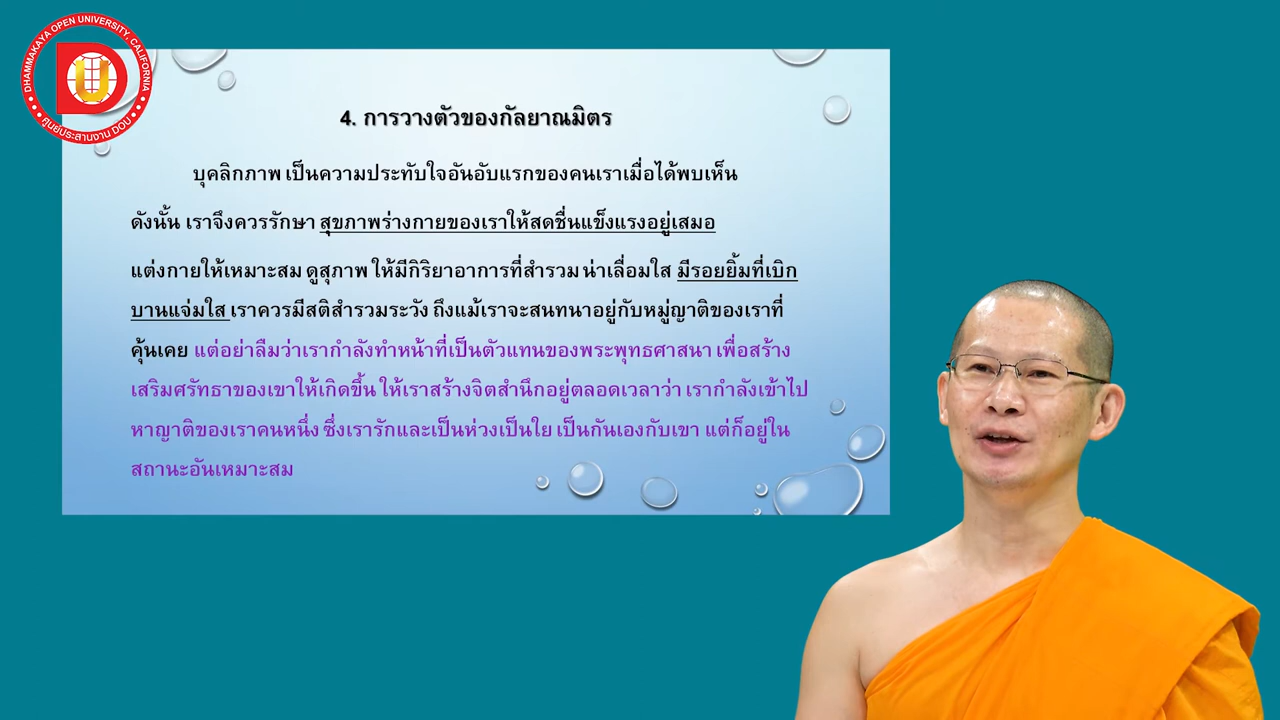 DHAMMAKAYA OPEN UNIVERSITY, CALIFORNIA
DU
ศูนย์ประสานงาน DOU
4. การวางตัวของกัลยาณมิตร
บุคลิกภาพ เป็นความประทับใจอันอับแรกของคนเราเมื่อได้พบเห็น
ดังนั้น เราจึงควรรักษา สุขภาพร่างกายของเราให้สดชื่นแข็งแรงอยู่เสมอ
แต่งกายให้เหมาะสม ดูสุภาพ ให้มีกิริยาอาการที่สำรวม น่าเลื่อมใส มีรอยยิ้มที่เบิก
บานแจ่มใส เราควรมีสติสำรวมระวัง ถึงแม้เราจะสนทนาอยู่กับหมู่ญาติของเราที่
คุ้นเคย แต่อย่าลืมว่าเรากำลังทำหน้าที่เป็นตัวแทนของพระพุทธศาสนา เพื่อสร้าง
เสริมศรัทธาของเขาให้เกิดขึ้น ให้เราสร้างจิตสำนึกอยู่ตลอดเวลาว่า เรากำลังเข้าไป
หาญาติของเราคนหนึ่ง ซึ่งเรารักและเป็นห่วงเป็นใย เป็นกันเองกับเขา แต่ก็อยู่ใน
สถานะอันเหมาะสม